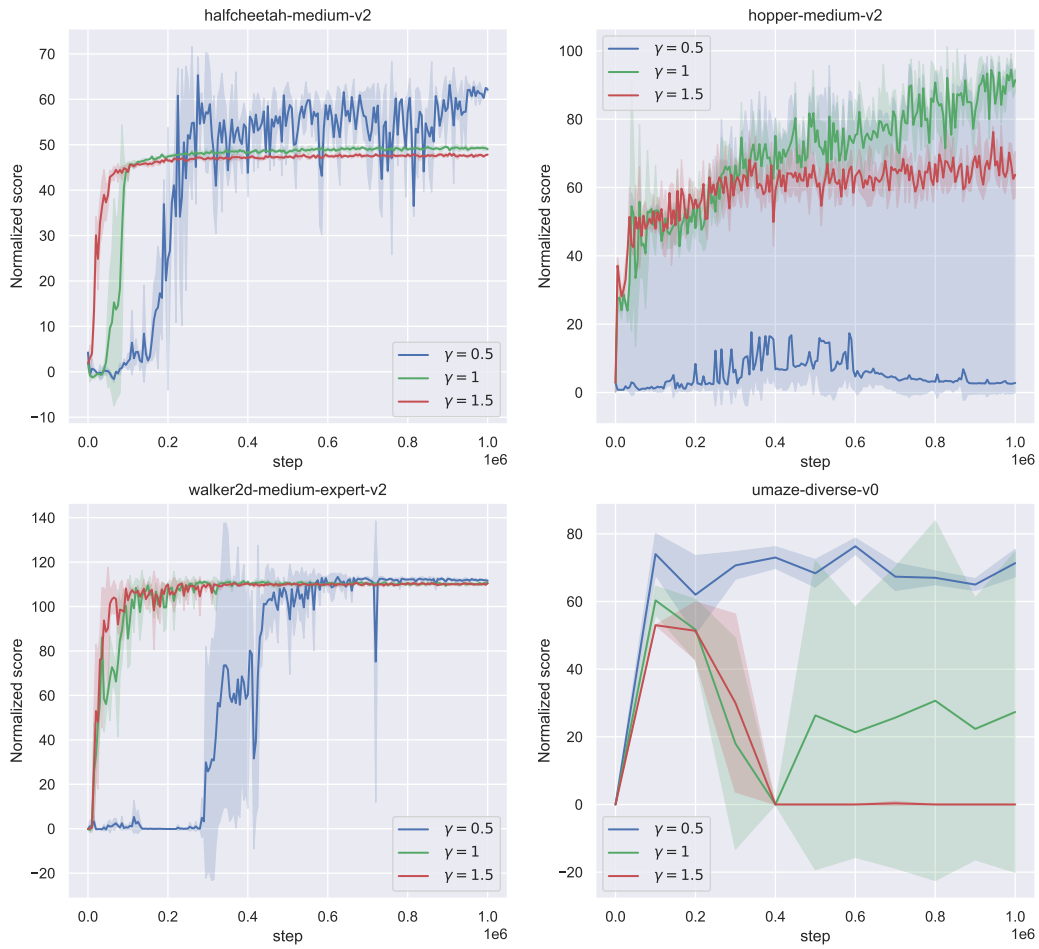 halfcheetah-medium-v2
70
60
50
40
30
20
10
0
−10
Normalized score
γ = 0.5
γ = 1
γ = 1.5
0.0 0.2 0.4 0.6 0.8 1.0
1e6
step
hopper-medium-v2
100
80
60
40
20
0
Normalized score
γ = 0.5
γ = 1
γ = 1.5
0.0 0.2 0.4 0.6 0.8 1.0
1e6
step
walker2d-medium-expert-v2
140
120
100
80
60
40
20
0
−20
Normalized score
γ = 0.5
γ = 1
γ = 1.5
0.0 0.2 0.4 0.6 0.8 1.0
1e6
step
umaze-diverse-v0
80
60
40
20
0
−20
Normalized score
γ = 0.5
γ = 1
γ = 1.5
0.0 0.2 0.4 0.6 0.8 1.0
1e6
step